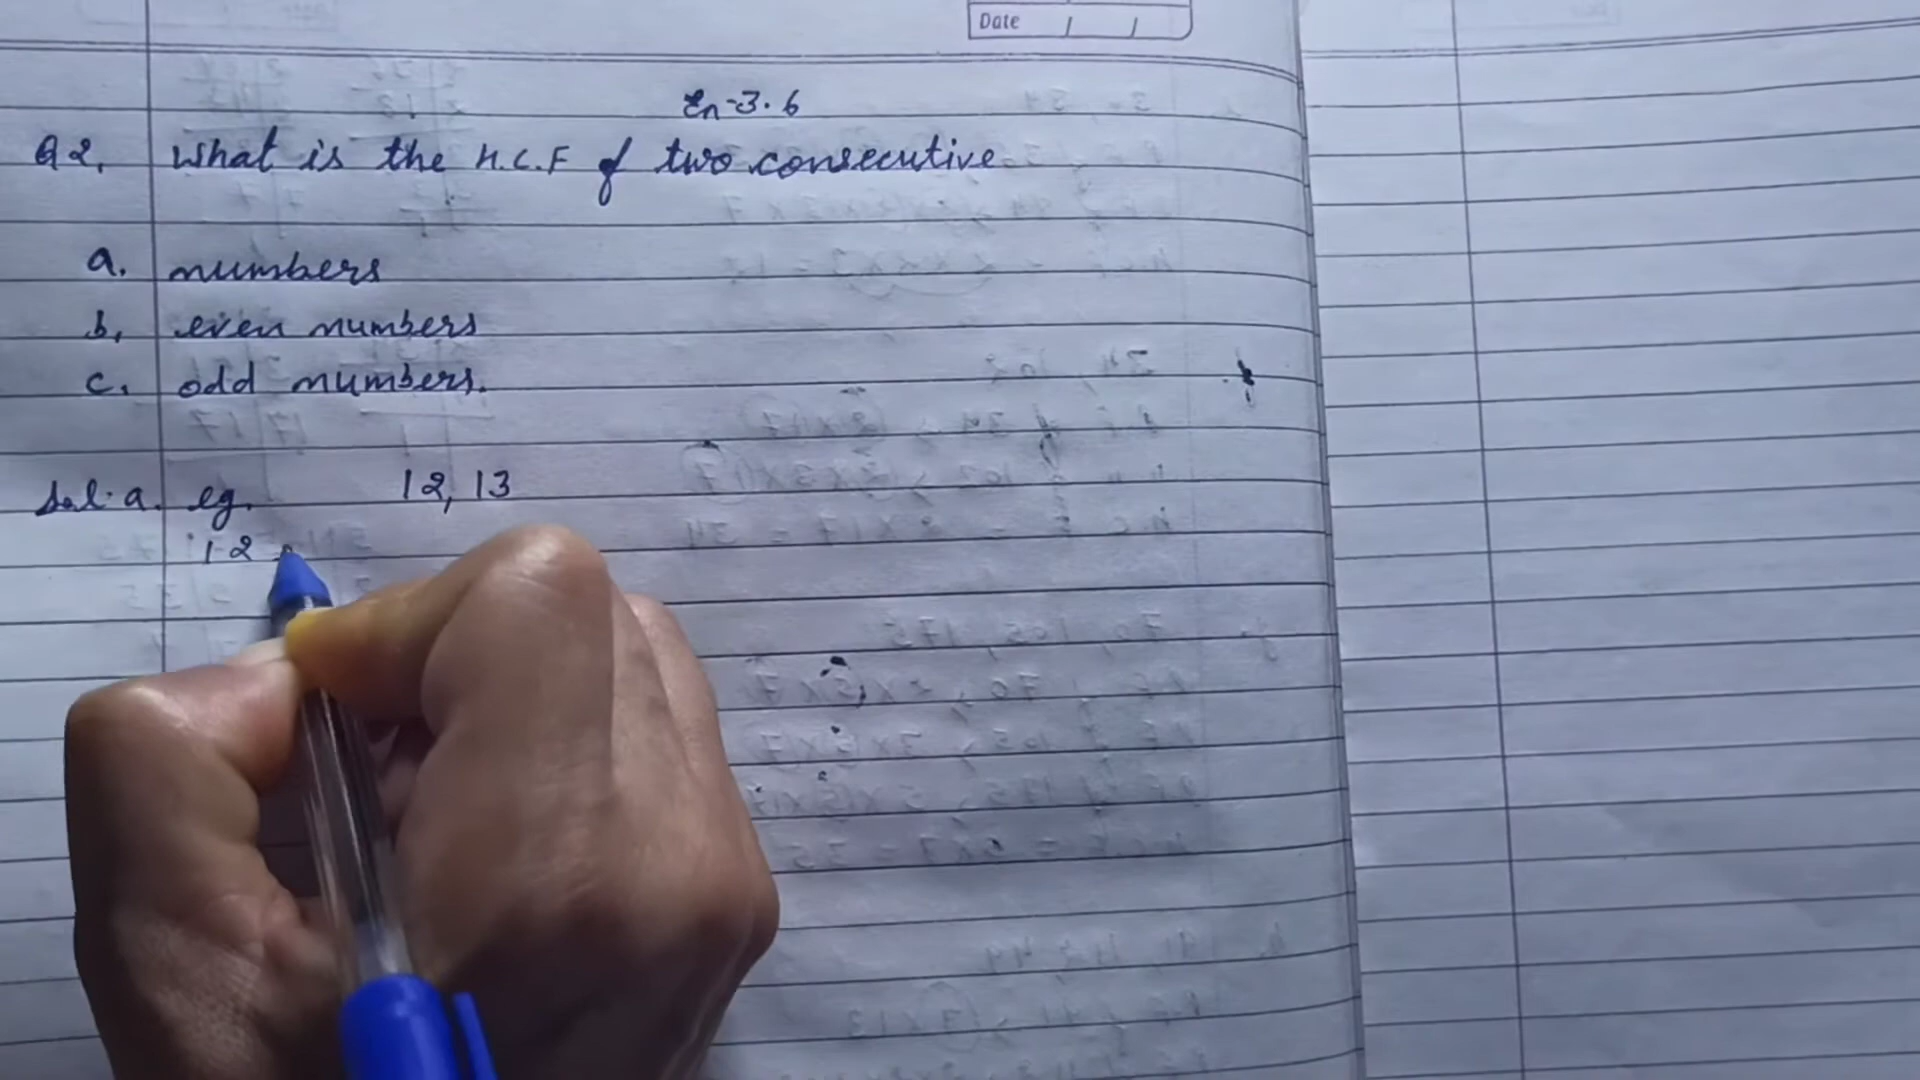 Date / /
Ex-3.6
Q2. What is the H.C.F of two consecutive
a. numbers
b. even numbers
c. odd numbers.
Sol. a. eg. 12, 13
12